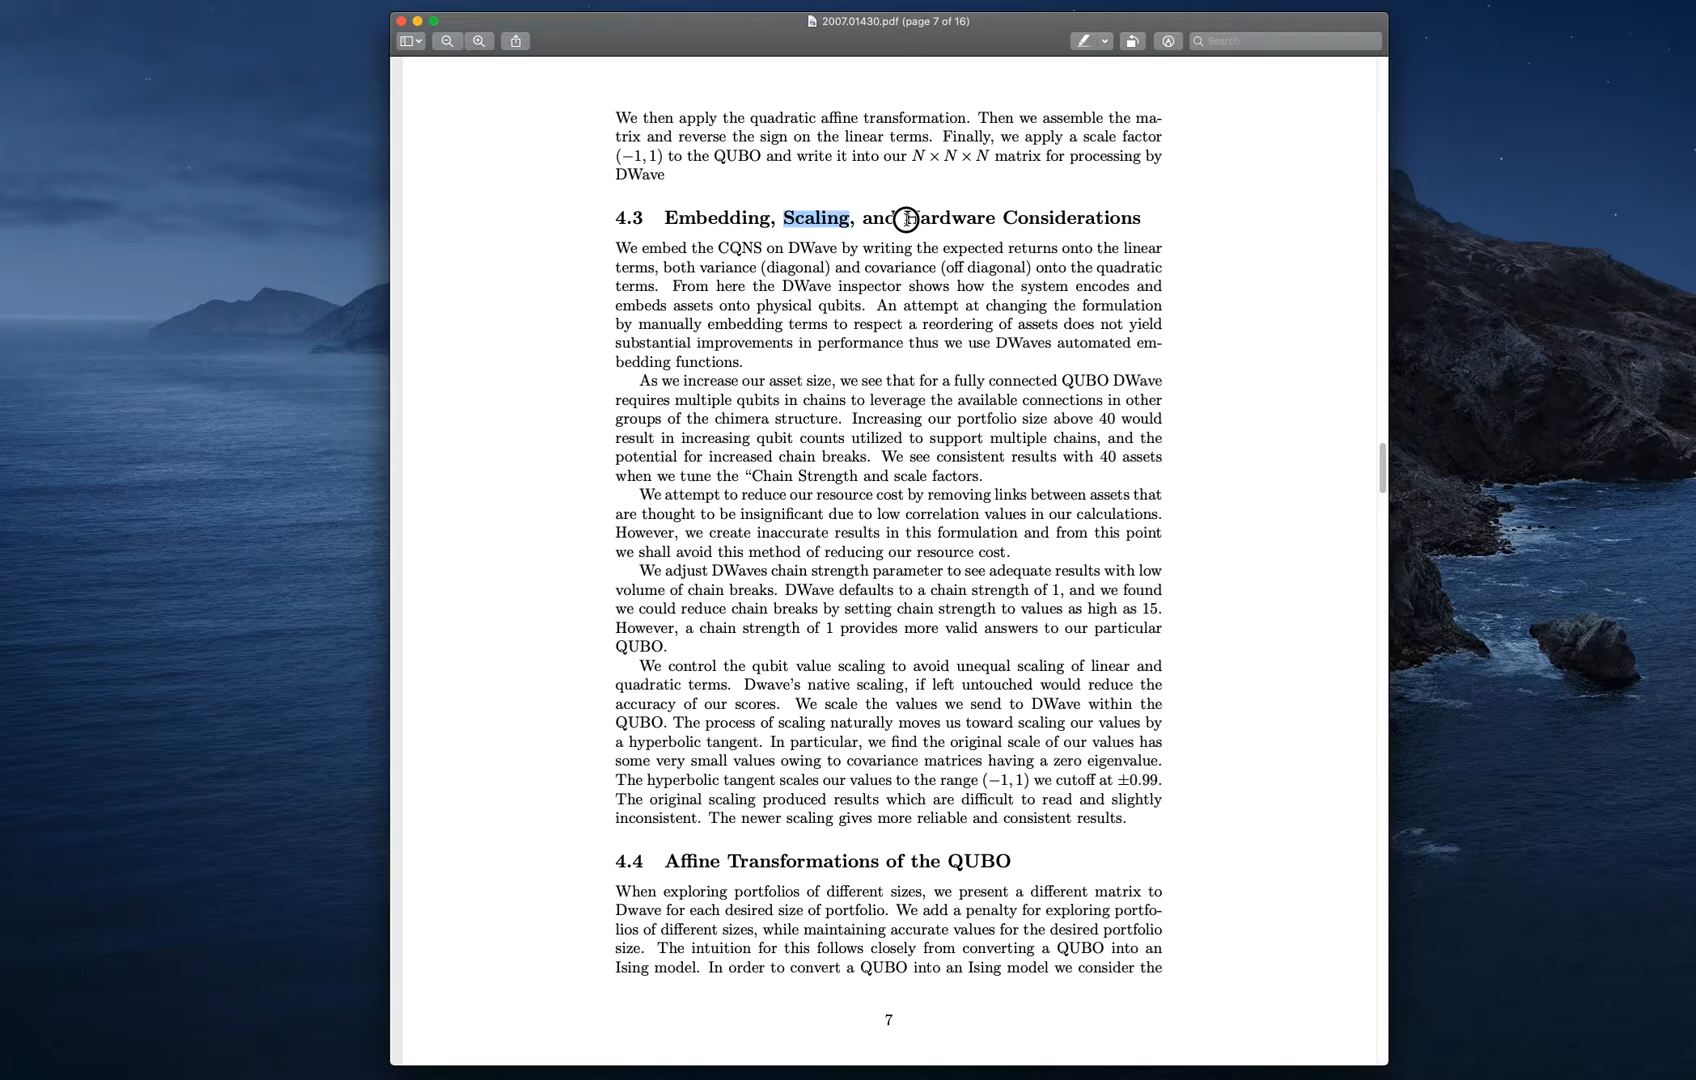 2007.01430.pdf (page 7 of 16)
Search
We then apply the quadratic affine transformation. Then we assemble the ma-
trix and reverse the sign on the linear terms. Finally, we apply a scale factor
(−1, 1) to the QUBO and write it into our N × N × N matrix for processing by
DWave
4.3 Embedding, Scaling, and Hardware Considerations
We embed the CQNS on DWave by writing the expected returns onto the linear
terms, both variance (diagonal) and covariance (off diagonal) onto the quadratic
terms. From here the DWave inspector shows how the system encodes and
embeds assets onto physical qubits. An attempt at changing the formulation
by manually embedding terms to respect a reordering of assets does not yield
substantial improvements in performance thus we use DWaves automated em-
bedding functions.
As we increase our asset size, we see that for a fully connected QUBO DWave
requires multiple qubits in chains to leverage the available connections in other
groups of the chimera structure. Increasing our portfolio size above 40 would
result in increasing qubit counts utilized to support multiple chains, and the
potential for increased chain breaks. We see consistent results with 40 assets
when we tune the “Chain Strength and scale factors.
We attempt to reduce our resource cost by removing links between assets that
are thought to be insignificant due to low correlation values in our calculations.
However, we create inaccurate results in this formulation and from this point
we shall avoid this method of reducing our resource cost.
We adjust DWaves chain strength parameter to see adequate results with low
volume of chain breaks. DWave defaults to a chain strength of 1, and we found
we could reduce chain breaks by setting chain strength to values as high as 15.
However, a chain strength of 1 provides more valid answers to our particular
QUBO.
We control the qubit value scaling to avoid unequal scaling of linear and
quadratic terms. Dwave’s native scaling, if left untouched would reduce the
accuracy of our scores. We scale the values we send to DWave within the
QUBO. The process of scaling naturally moves us toward scaling our values by
a hyperbolic tangent. In particular, we find the original scale of our values has
some very small values owing to covariance matrices having a zero eigenvalue.
The hyperbolic tangent scales our values to the range (−1, 1) we cutoff at ±0.99.
The original scaling produced results which are difficult to read and slightly
inconsistent. The newer scaling gives more reliable and consistent results.
4.4 Affine Transformations of the QUBO
When exploring portfolios of different sizes, we present a different matrix to
Dwave for each desired size of portfolio. We add a penalty for exploring portfo-
lios of different sizes, while maintaining accurate values for the desired portfolio
size. The intuition for this follows closely from converting a QUBO into an
Ising model. In order to convert a QUBO into an Ising model we consider the
7